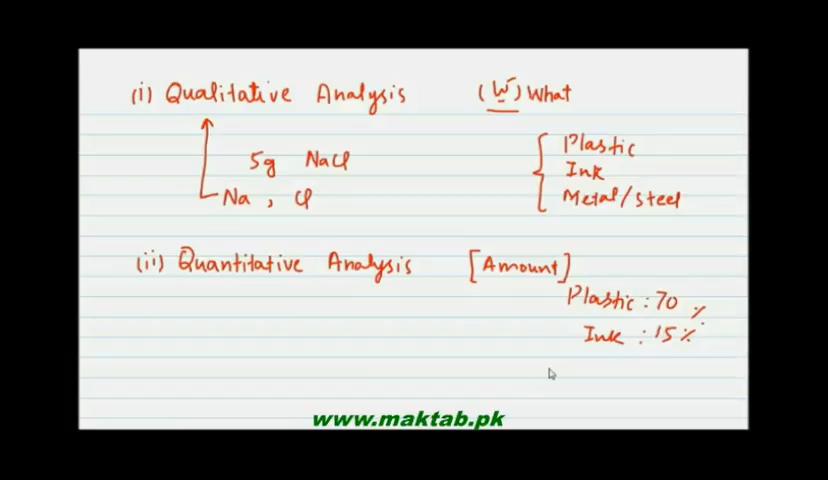 (i) Qualitative Analysis (کیا) What
5g NaCl
Na , Cl
Plastic
Ink
Metal/Steel
(ii) Quantitative Analysis [Amount]
Plastic : 70 %
Ink : 15 %
www.maktab.pk